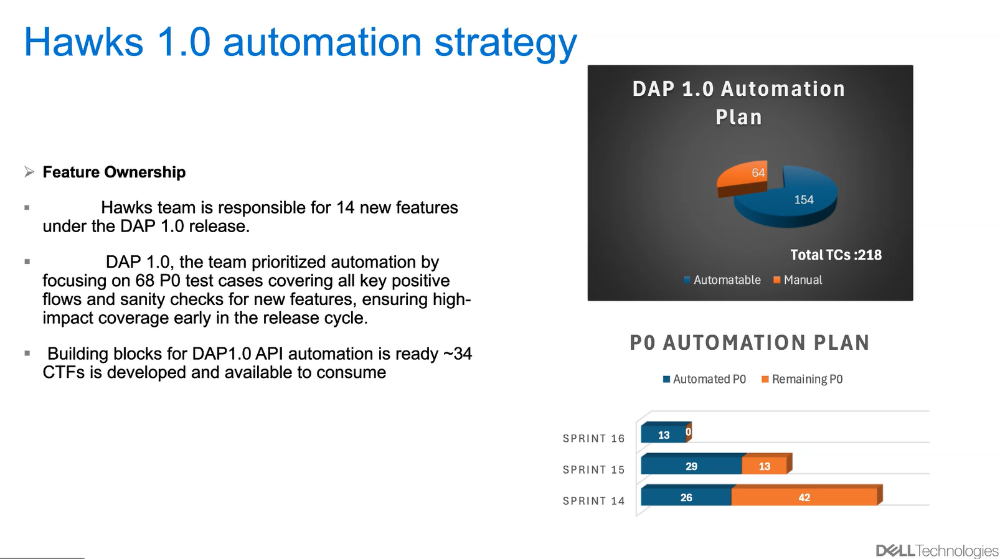 Hawks 1.0 automation strategy
Feature Ownership
Hawks team is responsible for 14 new features
under the DAP 1.0 release.
DAP 1.0, the team prioritized automation by
focusing on 68 P0 test cases covering all key positive
flows and sanity checks for new features, ensuring high-
impact coverage early in the release cycle.
Building blocks for DAP1.0 API automation is ready ~34
CTFs is developed and available to consume
DAP 1.0 Automation
Plan
64
154
Total TCs :218
Automatable Manual
P0 AUTOMATION PLAN
Automated P0 Remaining P0
SPRINT 16 13 0
SPRINT 15 29 13
SPRINT 14 26 42
DELLTechnologies